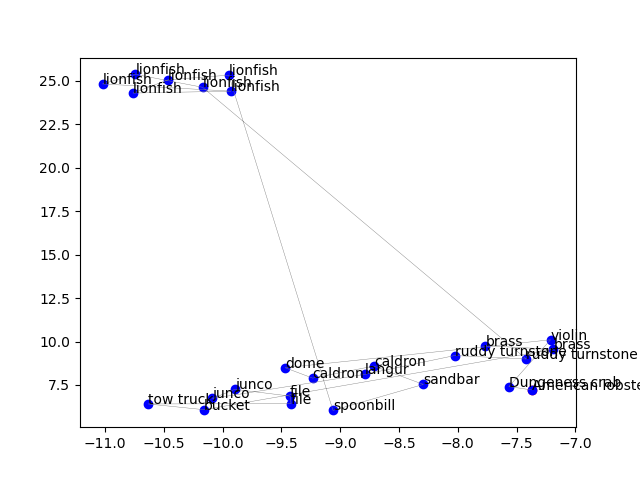 lionfish
lionfish
lionfish
lionfish
lionfish
lionfish
lionfish
violin
brass
brass
ruddy turnstone
ruddy turnstone
dome
caldron
caldron
langur
sandbar
Dungeness crab
American lobster
junco
junco
file
file
tow truck
bucket
spoonbill
25.0
22.5
20.0
17.5
15.0
12.5
10.0
7.5
−11.0 −10.5 −10.0 −9.5 −9.0 −8.5 −8.0 −7.5 −7.0